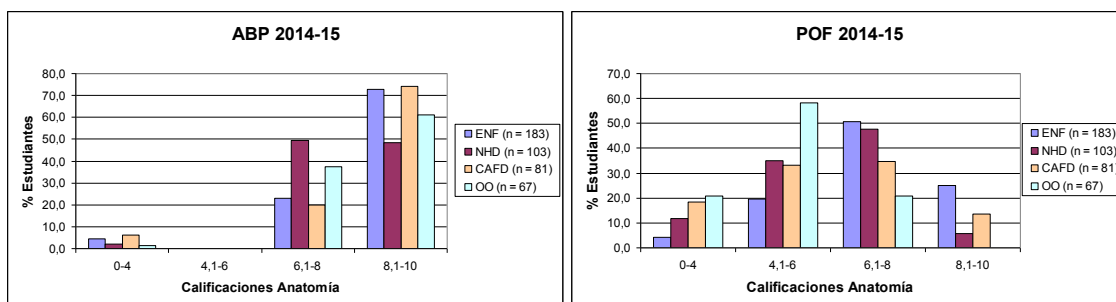 ABP 2014-15
80,0
70,0
60,0
50,0
40,0
30,0
20,0
10,0
0,0
% Estudiantes
0-4 4,1-6 6,1-8 8,1-10
Calificaciones Anatomía
ENF (n = 183)
NHD (n = 103)
CAFD (n = 81)
OO (n = 67)
POF 2014-15
70,0
60,0
50,0
40,0
30,0
20,0
10,0
0,0
% Estudiantes
0-4 4,1-6 6,1-8 8,1-10
Calificaciones Anatomía
ENF (n = 183)
NHD (n = 103)
CAFD (n = 81)
OO (n = 67)